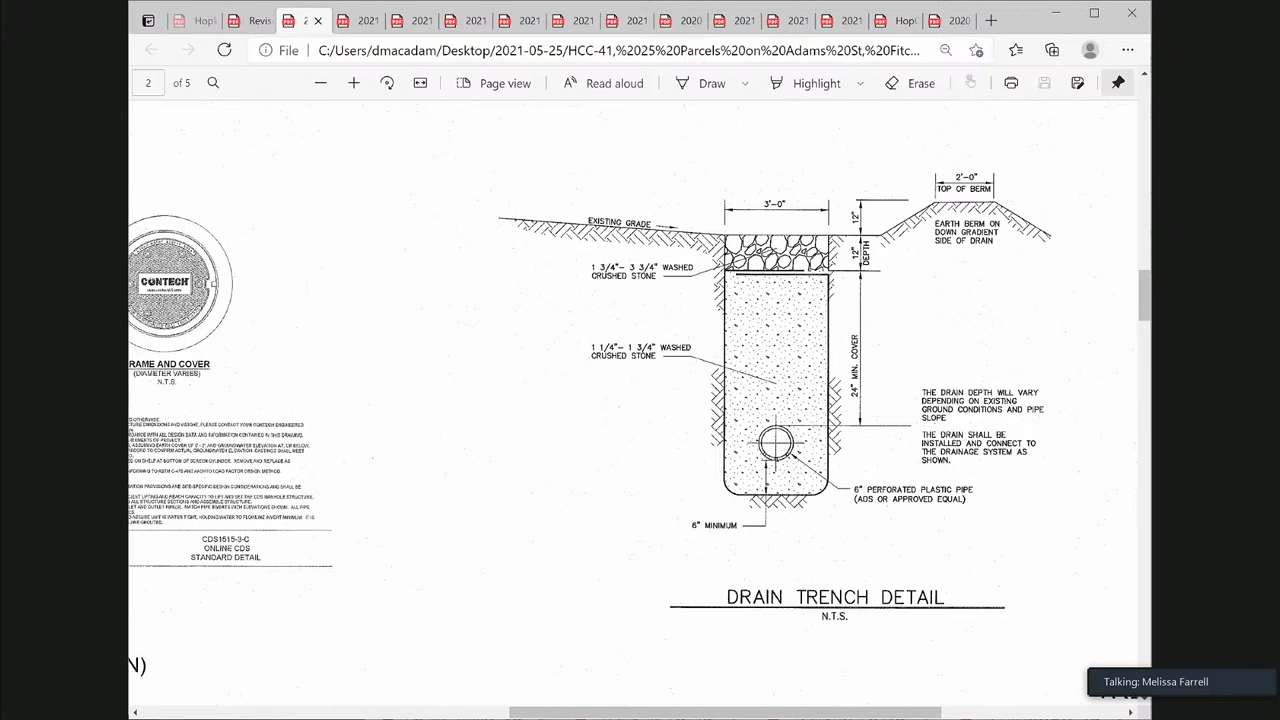 Hopk
Revis
2
2021
2021
2021
2021
2021
2021
2020
2021
2021
2021
Hop
2020
File
C:/Users/dmacadam/Desktop/2021-05-25/HCC-41,%2025%20Parcels%20on%20Adams%20St,%20Fitc...
2
of 5
Page view
Read aloud
Draw
Highlight
Erase
2'-0"
TOP OF BERM
3'-0"
12"
EXISTING GRADE
EARTH BERM ON
DOWN GRADIENT
SIDE OF DRAIN
12"
DEPTH
1 3/4"- 3 3/4" WASHED
CRUSHED STONE
CONTECH
1 1/4"- 1 3/4" WASHED
CRUSHED STONE
24" MIN. COVER
RAME AND COVER
(DIAMETER VARIES)
N.T.S.
THE DRAIN DEPTH WILL VARY
DEPENDING ON EXISTING
GROUND CONDITIONS AND PIPE
SLOPE
THE DRAIN SHALL BE
INSTALLED AND CONNECT TO
THE DRAINAGE SYSTEM AS
SHOWN.
6" PERFORATED PLASTIC PIPE
(ADS OR APPROVED EQUAL)
6" MINIMUM
CDS1515-3-C
ONLINE CDS
STANDARD DETAIL
DRAIN TRENCH DETAIL
N.T.S.
N)
Talking: Melissa Farrell